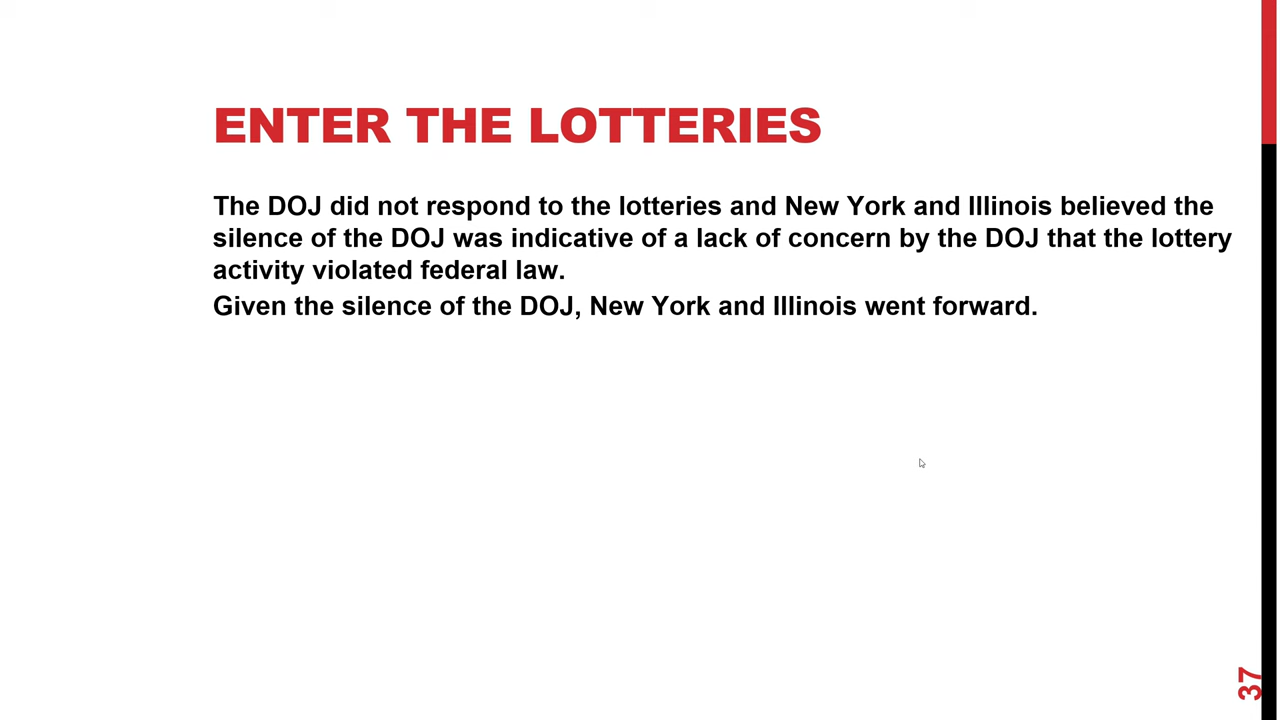 ENTER THE LOTTERIES
The DOJ did not respond to the lotteries and New York and Illinois believed the
silence of the DOJ was indicative of a lack of concern by the DOJ that the lottery
activity violated federal law.
Given the silence of the DOJ, New York and Illinois went forward.
37